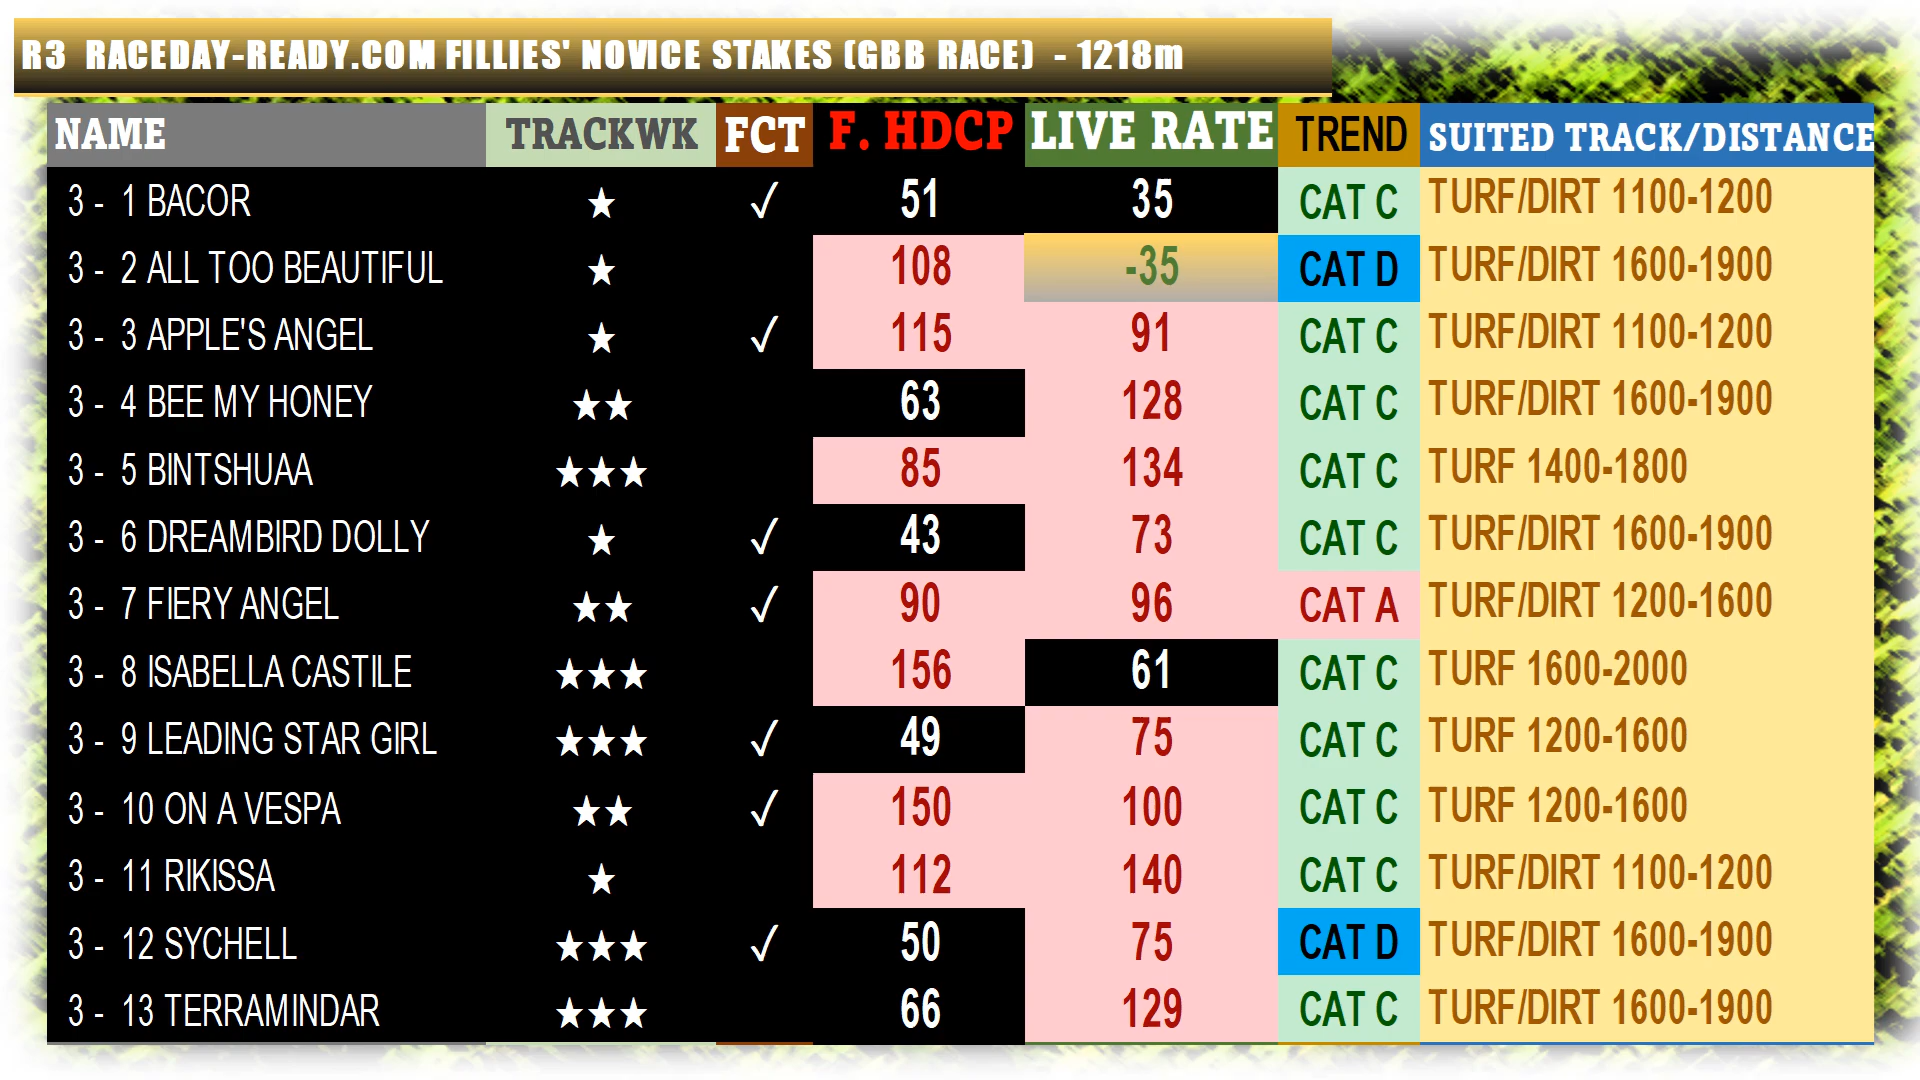 R3 RACEDAY-READY.COM FILLIES' NOVICE STAKES (GBB RACE) - 1218m
NAME TRACKWK FCT F. HDCP LIVE RATE TREND SUITED TRACK/DISTANCE
3 - 1 BACOR ★ ✓ 51 35 CAT C TURF/DIRT 1100-1200
3 - 2 ALL TOO BEAUTIFUL ★ 108 -35 CAT D TURF/DIRT 1600-1900
3 - 3 APPLE'S ANGEL ★ ✓ 115 91 CAT C TURF/DIRT 1100-1200
3 - 4 BEE MY HONEY ★★ 63 128 CAT C TURF/DIRT 1600-1900
3 - 5 BINTSHUAA ★★★ 85 134 CAT C TURF 1400-1800
3 - 6 DREAMBIRD DOLLY ★ ✓ 43 73 CAT C TURF/DIRT 1600-1900
3 - 7 FIERY ANGEL ★★ ✓ 90 96 CAT A TURF/DIRT 1200-1600
3 - 8 ISABELLA CASTILE ★★★ 156 61 CAT C TURF 1600-2000
3 - 9 LEADING STAR GIRL ★★★ ✓ 49 75 CAT C TURF 1200-1600
3 - 10 ON A VESPA ★★ ✓ 150 100 CAT C TURF 1200-1600
3 - 11 RIKISSA ★ 112 140 CAT C TURF/DIRT 1100-1200
3 - 12 SYCHELL ★★★ ✓ 50 75 CAT D TURF/DIRT 1600-1900
3 - 13 TERRAMINDAR ★★★ 66 129 CAT C TURF/DIRT 1600-1900